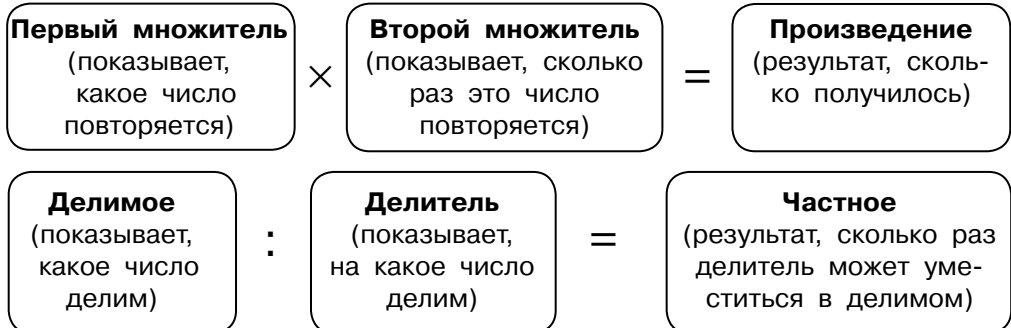 Первый множитель
(показывает,
какое число
повторяется)
×
Второй множитель
(показывает, сколько
раз это число
повторяется)
=
Произведение
(результат, сколь-
ко получилось)
Делимое
(показывает,
какое число
делим)
:
Делитель
(показывает,
на какое число
делим)
=
Частное
(результат, сколько раз
делитель может уме-
ститься в делимом)